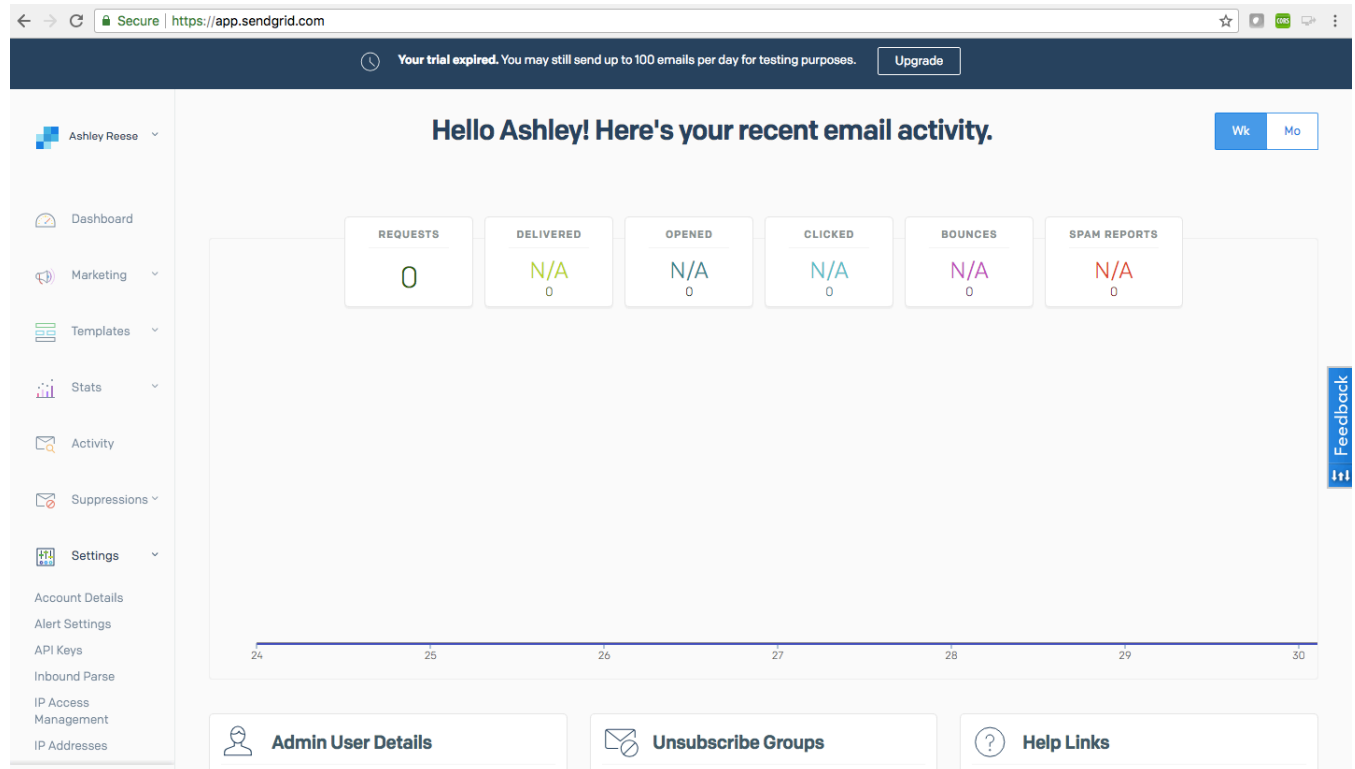 Secure | https://app.sendgrid.com
CORS
Your trial expired. You may still send up to 100 emails per day for testing purposes.
Upgrade
Ashley Reese
Hello Ashley! Here's your recent email activity.
Wk
Mo
Dashboard
Marketing
Templates
Stats
Activity
Suppressions
Settings
Account Details
Alert Settings
API Keys
Inbound Parse
IP Access
Management
IP Addresses
REQUESTS
0
DELIVERED
N/A
0
OPENED
N/A
0
CLICKED
N/A
0
BOUNCES
N/A
0
SPAM REPORTS
N/A
0
24 25 26 27 28 29 30
Feedback
Admin User Details
Unsubscribe Groups
Help Links